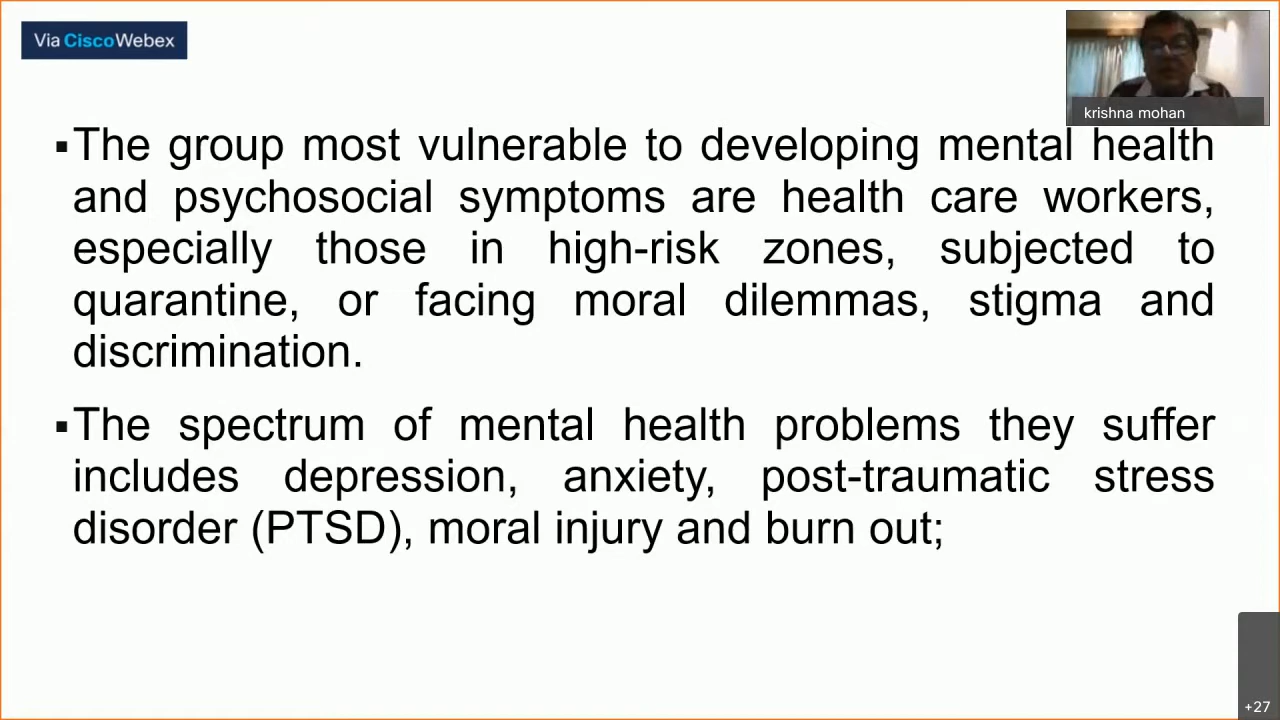 Via Cisco Webex
krishna mohan
▪The group most vulnerable to developing mental health
and psychosocial symptoms are health care workers,
especially those in high-risk zones, subjected to
quarantine, or facing moral dilemmas, stigma and
discrimination.
▪The spectrum of mental health problems they suffer
includes depression, anxiety, post-traumatic stress
disorder (PTSD), moral injury and burn out;
+27